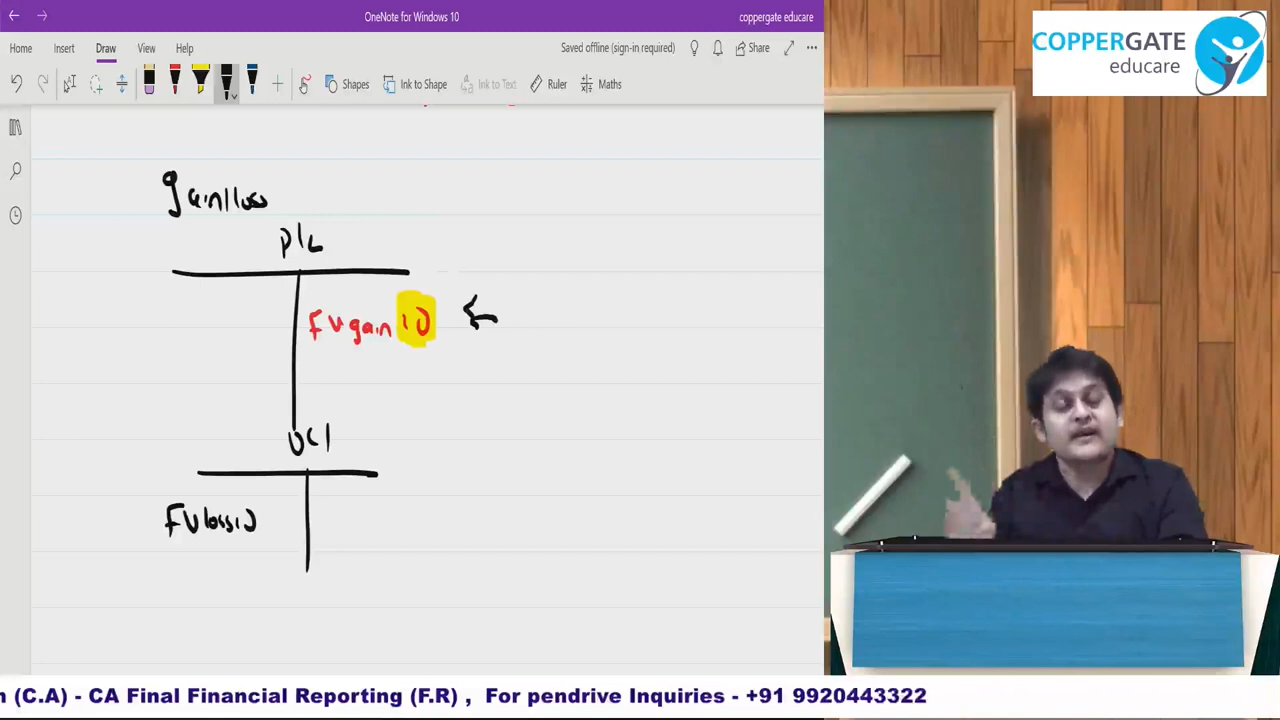 OneNote for Windows 10
coppergate educare
Home Insert Draw View Help
Saved offline (sign-in required)
Share
Shapes
Ink to Shape
Ink to Text
Ruler
Maths
COPPERGATE
educare
gain/loss
P/L
FV gain 10
OCI
FV loss 10
n (C.A) - CA Final Financial Reporting (F.R) , For pendrive Inquiries - +91 9920443322